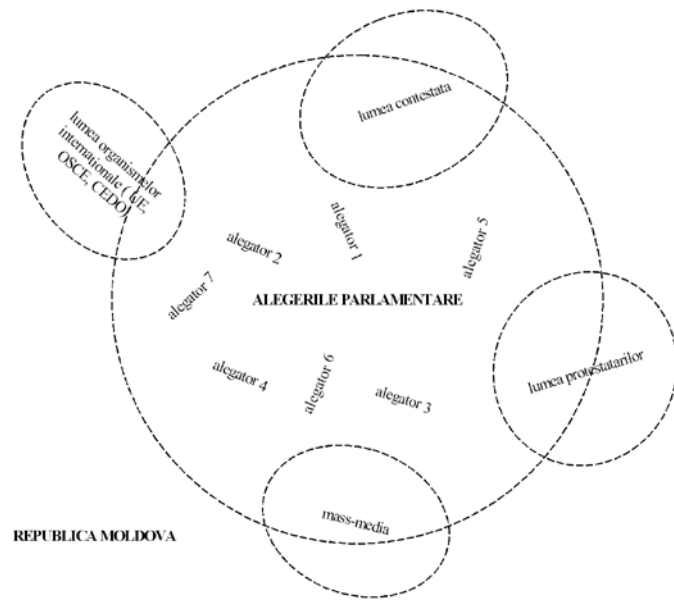 lumea contestata
lumea organismelor
internaționale ( UE,
OSCE, CEDO)
alegator 1
alegator 5
alegator 2
alegator 7
ALEGERILE PARLAMENTARE
lumea protestatarilor
alegator 4
alegator 6
alegator 3
mass-media
REPUBLICA MOLDOVA